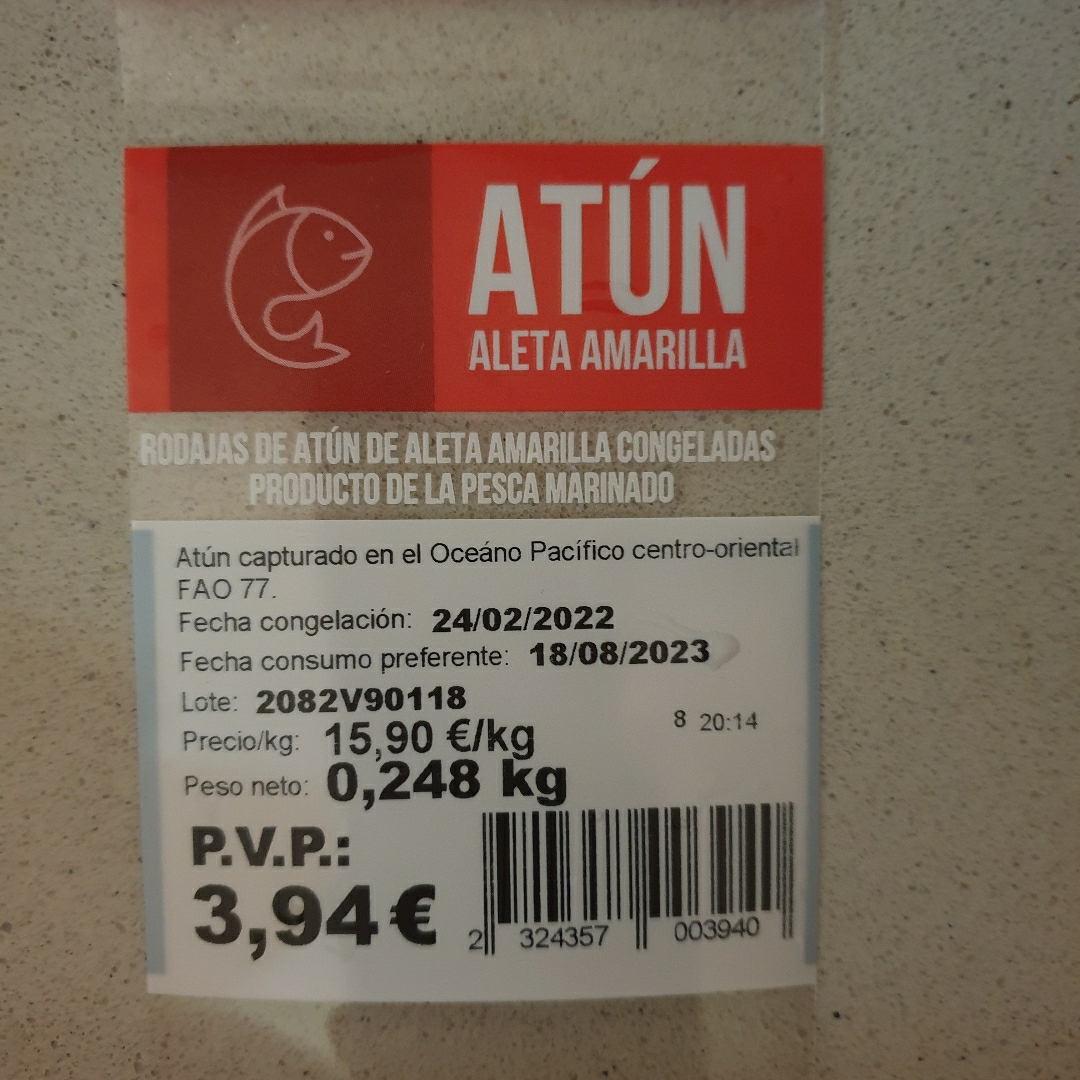 ATÚN
ALETA AMARILLA
RODAJAS DE ATÚN DE ALETA AMARILLA CONGELADAS
PRODUCTO DE LA PESCA MARINADO
Atún capturado en el Oceáno Pacífico centro-oriental
FAO 77.
Fecha congelación: 24/02/2022
Fecha consumo preferente: 18/08/2023
Lote: 2082V90118
8 20:14
Precio/kg: 15,90 €/kg
Peso neto: 0,248 kg
P.V.P.:
3,94 €
2 324357 003940